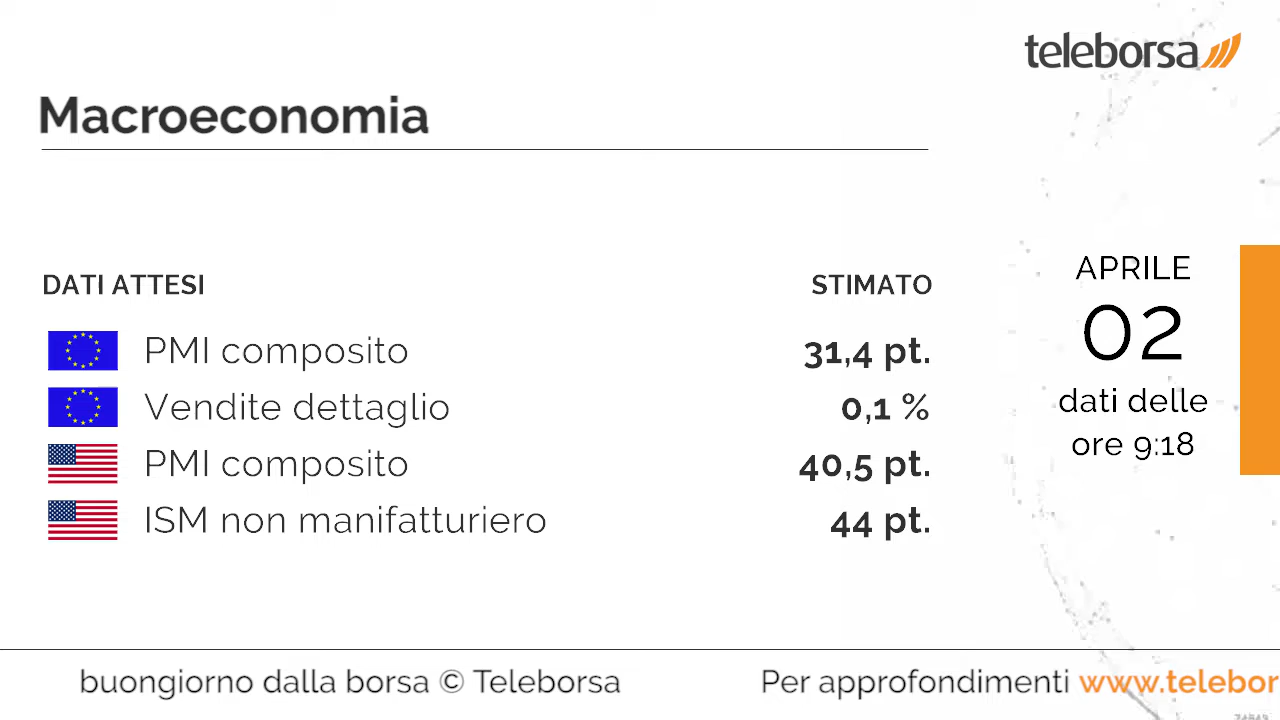 teleborsa
Macroeconomia
DATI ATTESI STIMATO
PMI composito 31,4 pt.
Vendite dettaglio 0,1 %
PMI composito 40,5 pt.
ISM non manifatturiero 44 pt.
APRILE
02
dati delle
ore 9:18
buongiorno dalla borsa © Teleborsa Per approfondimenti www.telebor